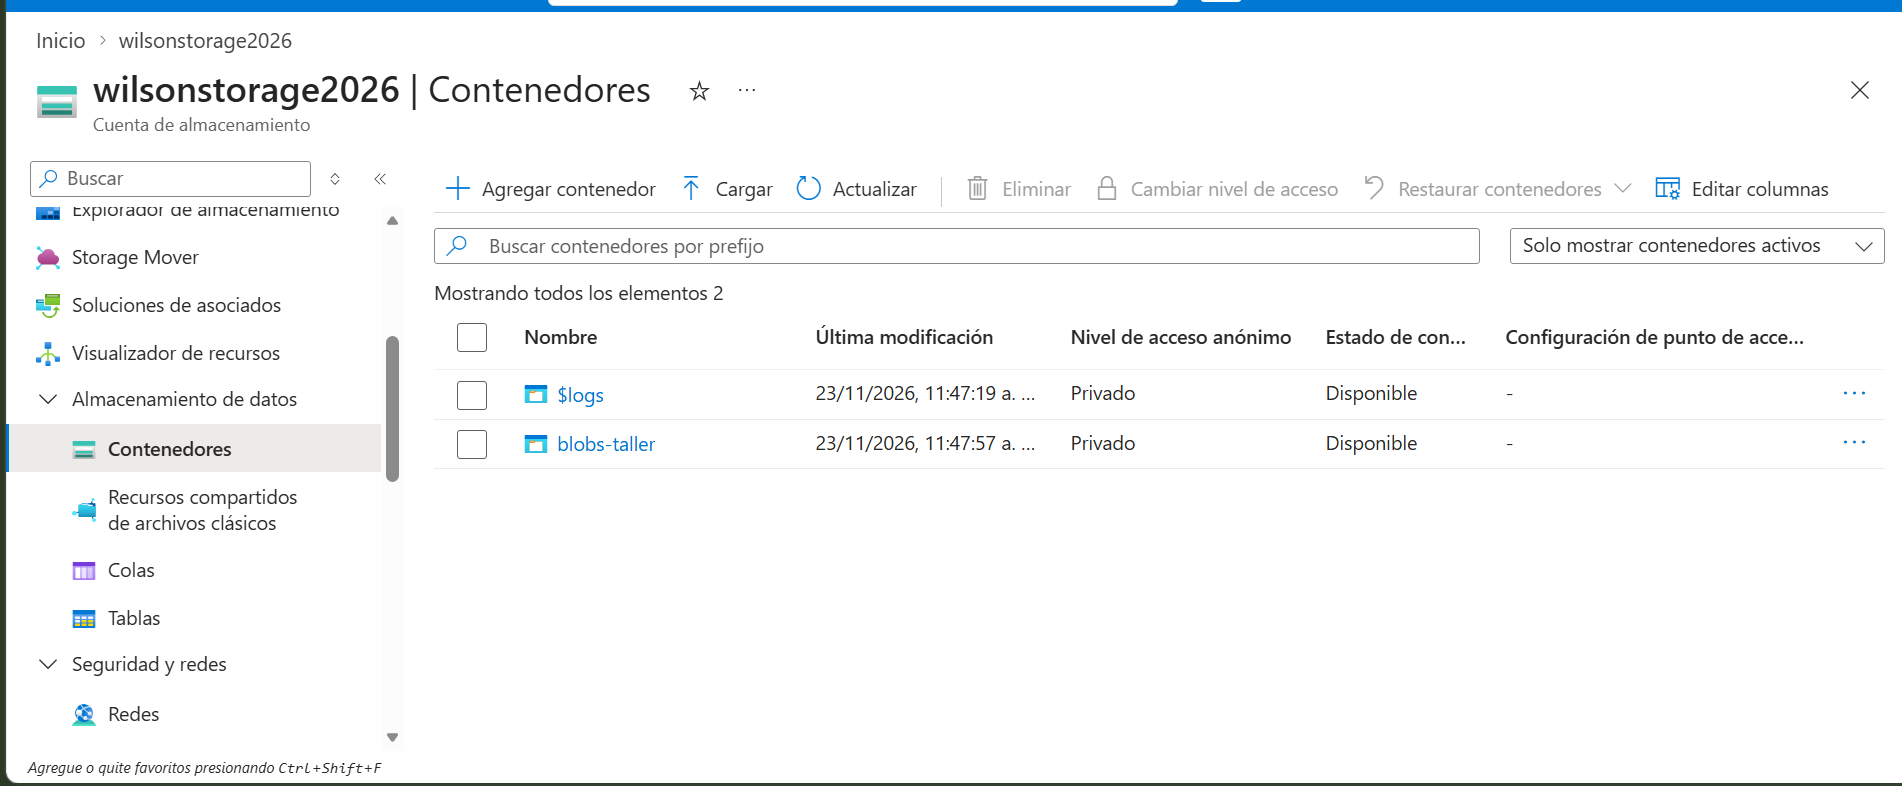 Inicio > wilsonstorage2026
wilsonstorage2026 | Contenedores
Cuenta de almacenamiento
Buscar
Explorador de almacenamiento
Storage Mover
Soluciones de asociados
Visualizador de recursos
Almacenamiento de datos
Contenedores
Recursos compartidos
de archivos clásicos
Colas
Tablas
Seguridad y redes
Redes
Agregue o quite favoritos presionando Ctrl+Shift+F
Agregar contenedor Cargar Actualizar Eliminar Cambiar nivel de acceso Restaurar contenedores Editar columnas
Buscar contenedores por prefijo Solo mostrar contenedores activos
Mostrando todos los elementos 2
Nombre Última modificación Nivel de acceso anónimo Estado de con... Configuración de punto de acce...
$logs 23/11/2026, 11:47:19 a. ... Privado Disponible - ...
blobs-taller 23/11/2026, 11:47:57 a. ... Privado Disponible - ...